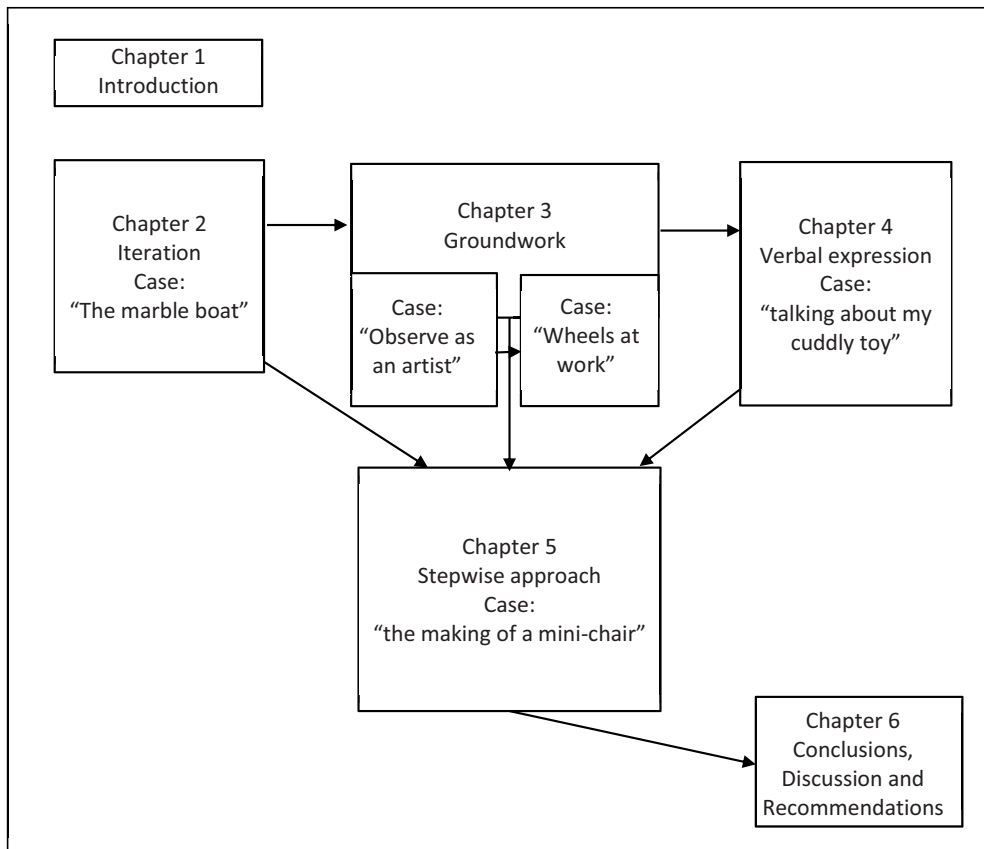 Chapter 1
Introduction
Chapter 2
Iteration
Case:
“The marble boat”
Chapter 3
Groundwork
Case:
“Observe as
an artist”
Case:
“Wheels at
work”
Chapter 4
Verbal expression
Case:
“talking about my
cuddly toy”
Chapter 5
Stepwise approach
Case:
“the making of a mini-chair”
Chapter 6
Conclusions,
Discussion and
Recommendations